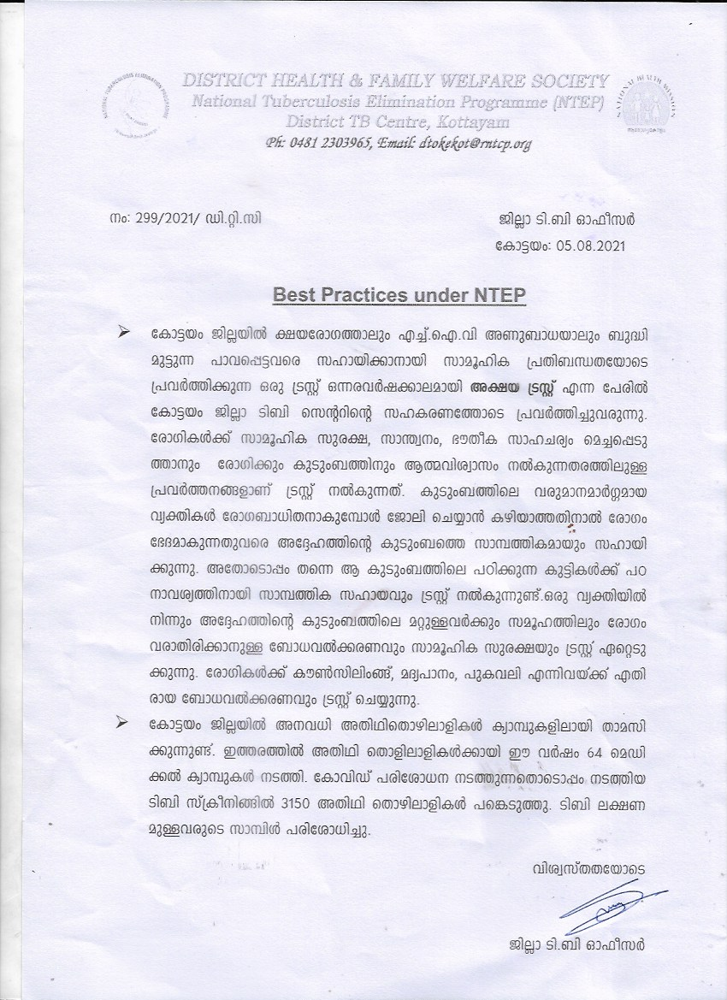 DISTRICT HEALTH & FAMILY WELFARE SOCIETY
National Tuberculosis Elimination Programme (NTEP)
District TB Centre, Kottayam
Ph: 0481 2303965, Email: dtokekot@rntcp.org
നം: 299/2021/ ഡി.റ്റി.സി
ജില്ലാ ടി.ബി ഓഫീസർ
കോട്ടയം: 05.08.2021
Best Practices under NTEP
➢ കോട്ടയം ജില്ലയിൽ ക്ഷയരോഗത്താലും എച്ച്.ഐ.വി അണുബാധയാലും ബുദ്ധി
മുട്ടുന്ന പാവപ്പെട്ടവരെ സഹായിക്കാനായി സാമൂഹിക പ്രതിബന്ധതയോടെ
പ്രവർത്തിക്കുന്ന ഒരു ട്രസ്റ്റ് ഒന്നരവർഷക്കാലമായി അക്ഷയ ട്രസ്റ്റ് എന്ന പേരിൽ
കോട്ടയം ജില്ലാ ടിബി സെന്ററിന്റെ സഹകരണത്തോടെ പ്രവർത്തിച്ചുവരുന്നു.
രോഗികൾക്ക് സാമൂഹിക സുരക്ഷ, സാന്ത്വനം, ഭൗതീക സാഹചര്യം മെച്ചപ്പെടു
ത്താനും രോഗിക്കും കുടുംബത്തിനും ആത്മവിശ്വാസം നൽകുന്നതരത്തിലുള്ള
പ്രവർത്തനങ്ങളാണ് ട്രസ്റ്റ് നൽകുന്നത്. കുടുംബത്തിലെ വരുമാനമാർഗ്ഗമായ
വ്യക്തികൾ രോഗബാധിതനാകുമ്പോൾ ജോലി ചെയ്യാൻ കഴിയാത്തതിനാൽ രോഗം
ഭേദമാകുന്നതുവരെ അദ്ദേഹത്തിന്റെ കുടുംബത്തെ സാമ്പത്തികമായും സഹായി
ക്കുന്നു. അതോടൊപ്പം തന്നെ ആ കുടുംബത്തിലെ പഠിക്കുന്ന കുട്ടികൾക്ക് പഠ
നാവശ്യത്തിനായി സാമ്പത്തിക സഹായവും ട്രസ്റ്റ് നൽകുന്നുണ്ട്.ഒരു വ്യക്തിയിൽ
നിന്നും അദ്ദേഹത്തിന്റെ കുടുംബത്തിലെ മറ്റുള്ളവർക്കും സമൂഹത്തിലും രോഗം
വരാതിരിക്കാനുള്ള ബോധവൽക്കരണവും സാമൂഹിക സുരക്ഷയും ട്രസ്റ്റ് ഏറ്റെടു
ക്കുന്നു. രോഗികൾക്ക് കൗൺസിലിംങ്ങ്, മദ്യപാനം, പുകവലി എന്നിവയ്ക്ക് എതി
രായ ബോധവൽക്കരണവും ട്രസ്റ്റ് ചെയ്യുന്നു.
➢ കോട്ടയം ജില്ലയിൽ അനവധി അതിഥിതൊഴിലാളികൾ ക്യാമ്പുകളിലായി താമസി
ക്കുന്നുണ്ട്. ഇത്തരത്തിൽ അതിഥി തൊളിലാളികൾക്കായി ഈ വർഷം 64 മെഡി
ക്കൽ ക്യാമ്പുകൾ നടത്തി. കോവിഡ് പരിശോധന നടത്തുന്നതൊടൊപ്പം നടത്തിയ
ടിബി സ്ക്രീനിങ്ങിൽ 3150 അതിഥി തൊഴിലാളികൾ പങ്കെടുത്തു. ടിബി ലക്ഷണ
മുള്ളവരുടെ സാമ്പിൾ പരിശോധിച്ചു.
വിശ്വസ്തതയോടെ
ജില്ലാ ടി.ബി ഓഫീസർ